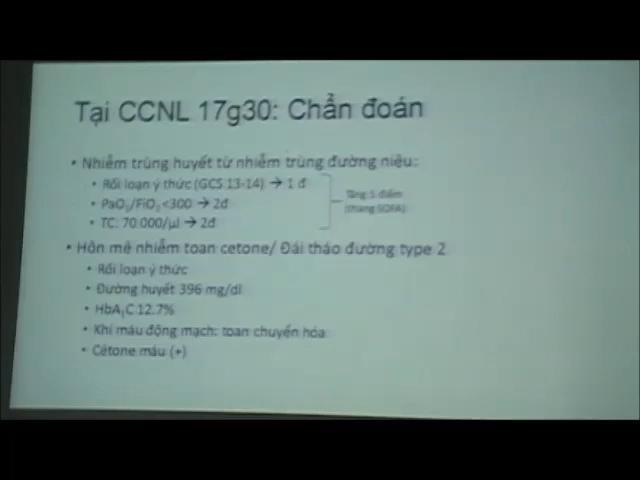 Tại CCNL 17g30: Chẩn đoán
• Nhiễm trùng huyết từ nhiễm trùng đường niệu:
• Rối loạn ý thức (GCS 13-14) → 1 đ
• PaO₂/FiO₂ <300 → 2đ
• TC: 70.000/µl → 2đ
Tăng 5 điểm
(thang SOFA)
• Hôn mê nhiễm toan cetone/ Đái tháo đường type 2
• Rối loạn ý thức
• Đường huyết 396 mg/dl
• HbA₁C 12.7%
• Khí máu động mạch: toan chuyển hóa
• Cétone máu (+)